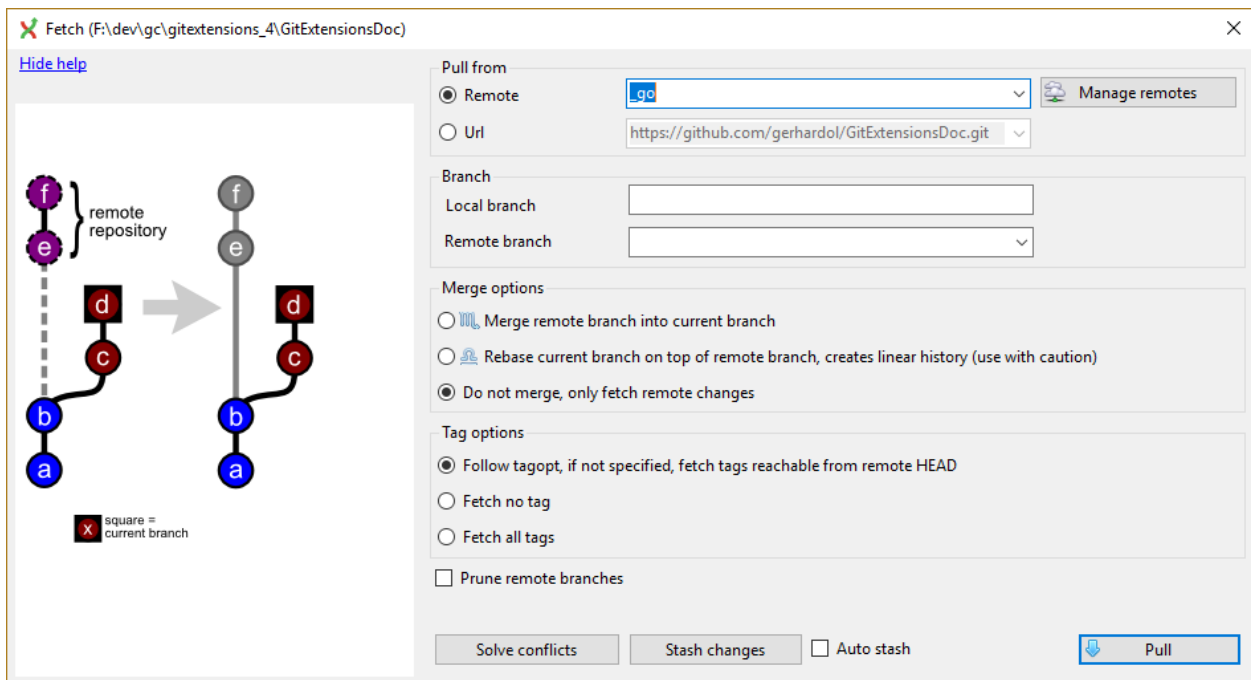 Fetch (F:\dev\gc\gitextensions_4\GitExtensionsDoc)
Hide help
Pull from
Remote
_go
Manage remotes
Url
https://github.com/gerhardol/GitExtensionsDoc.git
Branch
Local branch
Remote branch
Merge options
Merge remote branch into current branch
Rebase current branch on top of remote branch, creates linear history (use with caution)
Do not merge, only fetch remote changes
Tag options
Follow tagopt, if not specified, fetch tags reachable from remote HEAD
Fetch no tag
Fetch all tags
Prune remote branches
Solve conflicts
Stash changes
Auto stash
Pull
f
e
remote
repository
d
c
b
a
f
e
d
c
b
a
x
square =
current branch